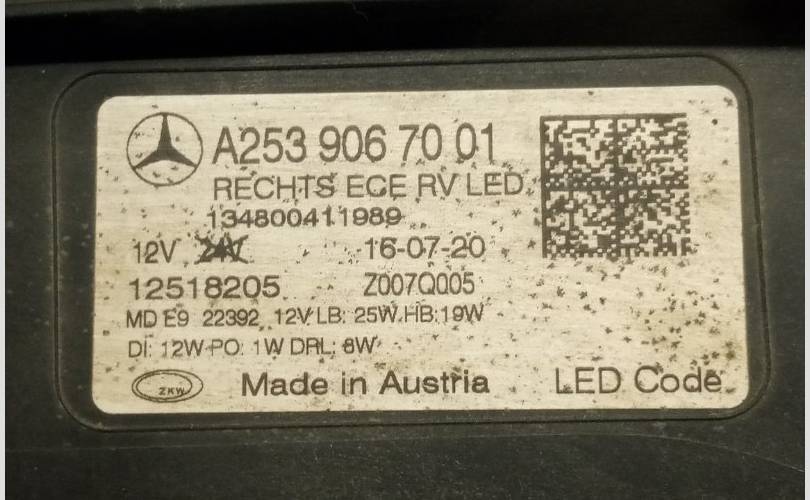 A253 906 70 01
RECHTS ECE RV LED
134800411989
12V 24V 16-07-20
12518205 Z007Q005
MD E9 22392 12V LB: 25W HB:19W
DI: 12W PO: 1W DRL: 8W
ZKW Made in Austria LED Code